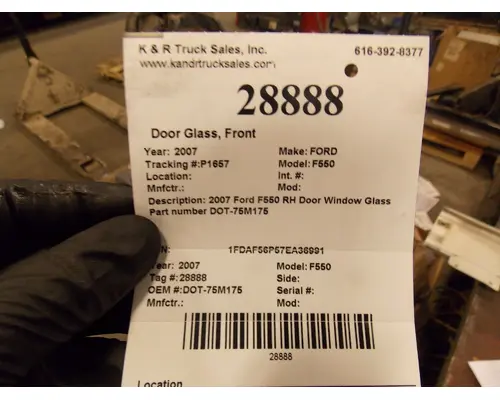 K & R Truck Sales, Inc. 616-392-8377
www.kandrtrucksales.com
28888
Door Glass, Front
Year: 2007 Make: FORD
Tracking #:P1657 Model: F550
Location: Int. #:
Mnfctr.: Mod:
Description: 2007 Ford F550 RH Door Window Glass
Part number DOT-75M175
1FDAF56P57EA36991
Year: 2007 Model: F550
Tag #:28888 Side:
OEM #:DOT-75M175 Serial #:
Mnfctr.: Mod:
28888
Location